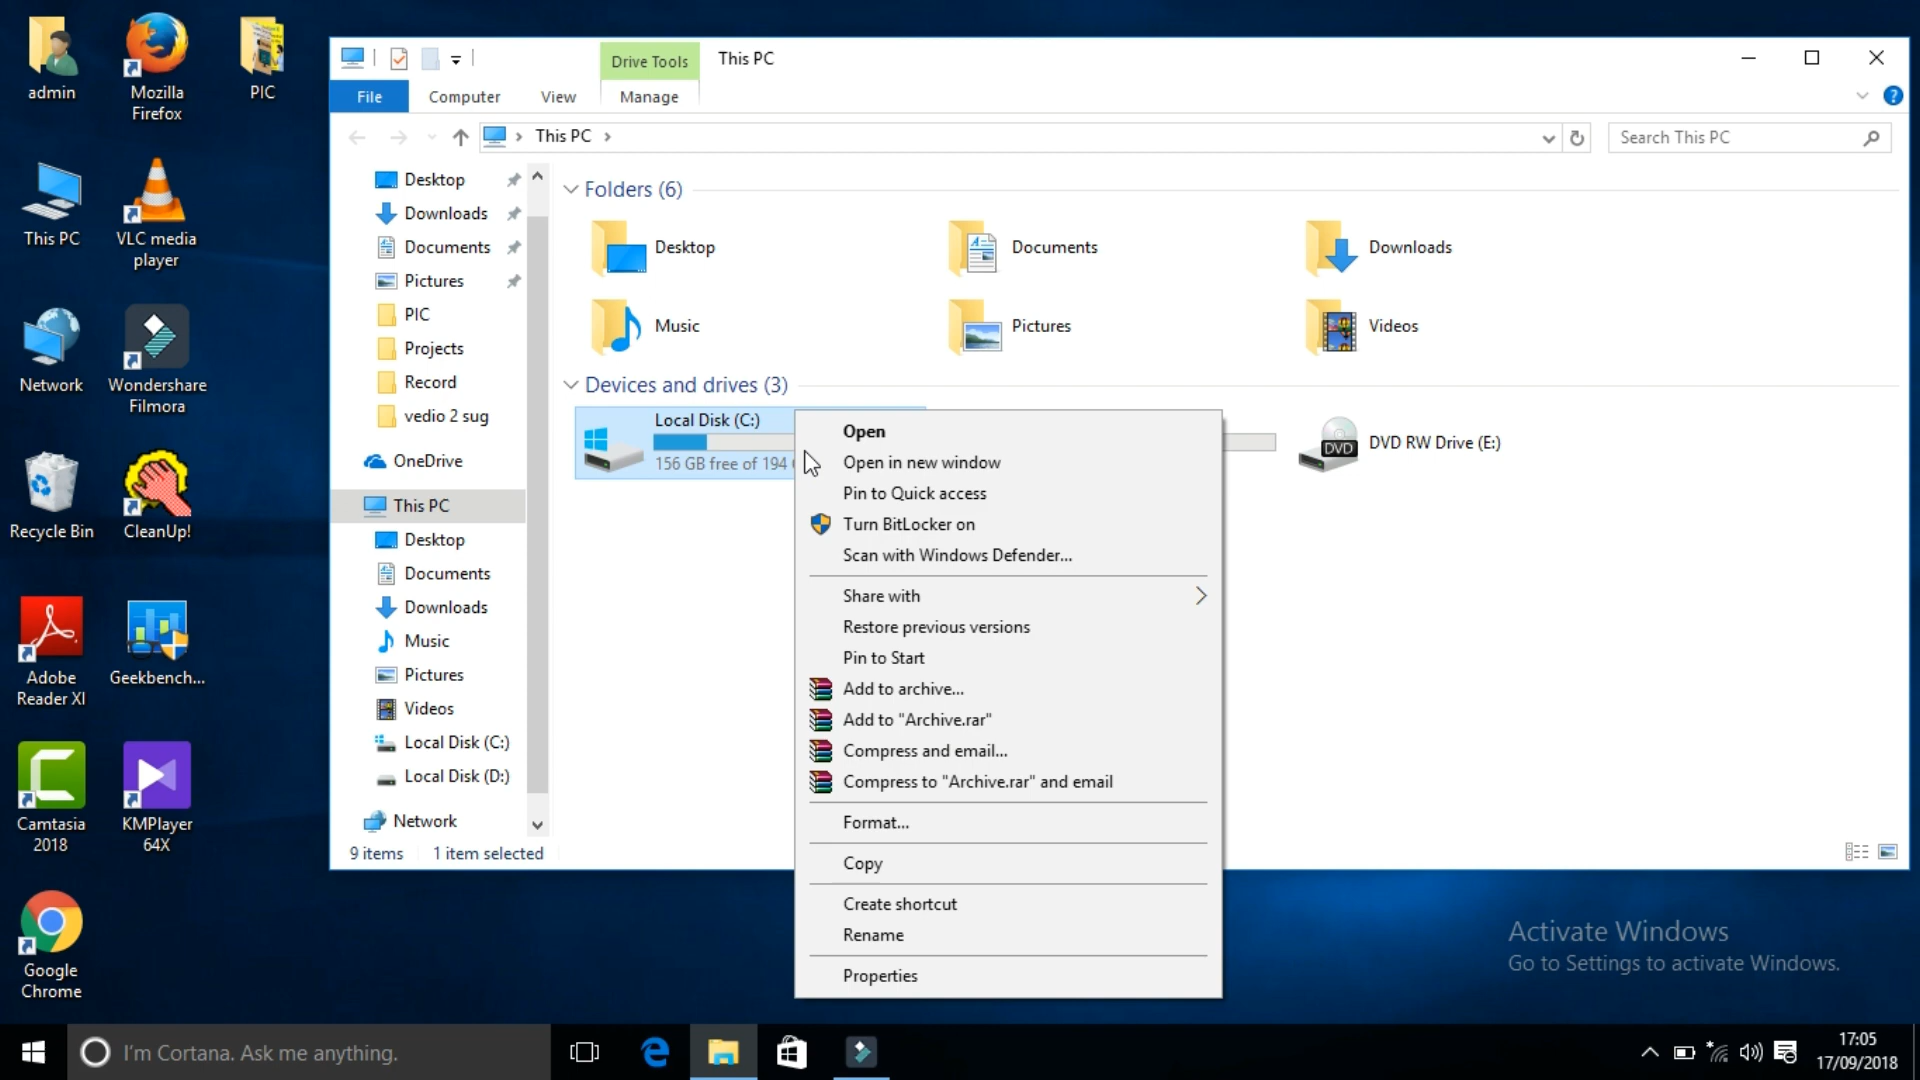 admin
Mozilla
Firefox
PIC
This PC
VLC media
player
Network
Wondershare
Filmora
Recycle Bin
CleanUp!
Adobe
Reader XI
Geekbench...
Camtasia
2018
KMPlayer
64X
Google
Chrome
Drive Tools
This PC
File
Computer
View
Manage
This PC
Search This PC
Desktop
Downloads
Documents
Pictures
PIC
Projects
Record
vedio 2 sug
OneDrive
This PC
Desktop
Documents
Downloads
Music
Pictures
Videos
Local Disk (C:)
Local Disk (D:)
Network
9 items
1 item selected
Folders (6)
Desktop
Documents
Downloads
Music
Pictures
Videos
Devices and drives (3)
Local Disk (C:)
156 GB free of 194
DVD
DVD RW Drive (E:)
Open
Open in new window
Pin to Quick access
Turn BitLocker on
Scan with Windows Defender...
Share with
Restore previous versions
Pin to Start
Add to archive...
Add to "Archive.rar"
Compress and email...
Compress to "Archive.rar" and email
Format...
Copy
Create shortcut
Rename
Properties
Activate Windows
Go to Settings to activate Windows.
I'm Cortana. Ask me anything.
17:05
17/09/2018